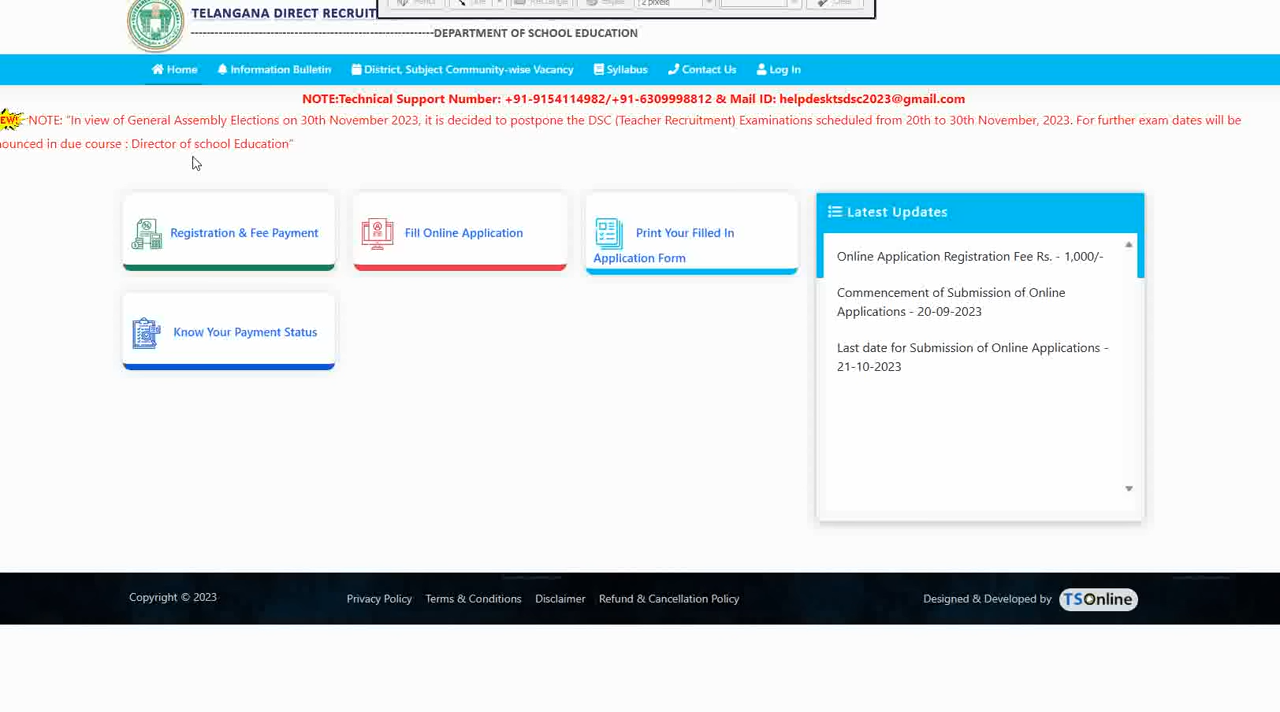 TELANGANA DIRECT RECRUIT
2 pixels
DEPARTMENT OF SCHOOL EDUCATION
Home Information Bulletin District, Subject Community-wise Vacancy Syllabus Contact Us Log In
NOTE:Technical Support Number: +91-9154114982/+91-6309998812 & Mail ID: helpdesktsdsc2023@gmail.com
NOTE: "In view of General Assembly Elections on 30th November 2023, it is decided to postpone the DSC (Teacher Recruitment) Examinations scheduled from 20th to 30th November, 2023. For further exam dates will be
nounced in due course : Director of school Education"
Registration & Fee Payment
Fill Online Application
Print Your Filled In
Application Form
Know Your Payment Status
Latest Updates
Online Application Registration Fee Rs. - 1,000/-
Commencement of Submission of Online
Applications - 20-09-2023
Last date for Submission of Online Applications -
21-10-2023
Copyright © 2023 Privacy Policy Terms & Conditions Disclaimer Refund & Cancellation Policy Designed & Developed by TSOnline